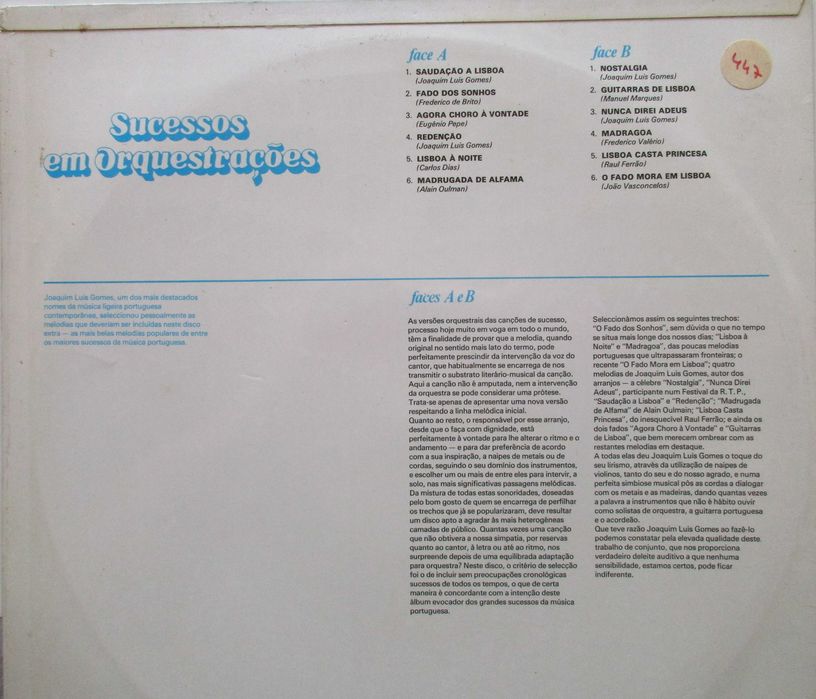 Sucessos
em Orquestrações
face A
1. SAUDAÇÃO A LISBOA
(Joaquim Luis Gomes)
2. FADO DOS SONHOS
(Frederico de Brito)
3. AGORA CHORO À VONTADE
(Eugênio Pepe)
4. REDENÇÃO
(Joaquim Luis Gomes)
5. LISBOA À NOITE
(Carlos Dias)
6. MADRUGADA DE ALFAMA
(Alain Oulman)
face B
1. NOSTALGIA
(Joaquim Luis Gomes)
2. GUITARRAS DE LISBOA
(Manuel Marques)
3. NUNCA DIREI ADEUS
(Joaquim Luis Gomes)
4. MADRAGOA
(Frederico Valério)
5. LISBOA CASTA PRINCESA
(Raul Ferrão)
6. O FADO MORA EM LISBOA
(João Vasconcelos)
447
Joaquim Luis Gomes, um dos mais destacados
nomes da música ligeira portuguesa
contemporânea, seleccionou pessoalmente as
melodias que deveriam ser incluídas neste disco
extra — as mais belas melodias populares de entre
os maiores sucessos da música portuguesa.
faces A e B
As versões orquestrais das canções de sucesso,
processo hoje muito em voga em todo o mundo,
têm a finalidade de provar que a melodia, quando
original no sentido mais lato do termo, pode
perfeitamente prescindir da intervenção da voz do
cantor, que habitualmente se encarrega de nos
transmitir o substrato literário-musical da canção.
Aqui a canção não é amputada, nem a intervenção
da orquestra se pode considerar uma prótese.
Trata-se apenas de apresentar uma nova versão
respeitando a linha melódica inicial.
Quanto ao resto, o responsável por esse arranjo,
desde que o faça com dignidade, está
perfeitamente à vontade para lhe alterar o ritmo e o
andamento — e para dar preferência de acordo
com a sua inspiração, a naipes de metais ou de
cordas, seguindo o seu domínio dos instrumentos,
e escolher um ou mais de entre eles para intervir, a
solo, nas mais significativas passagens melódicas.
Da mistura de todas estas sonoridades, doseadas
pelo bom gosto de quem se encarrega de perfilhar
os trechos que já se popularizaram, deve resultar
um disco apto a agradar às mais heterogêneas
camadas de público. Quantas vezes uma canção
que não obtivera a nossa simpatia, por reservas
quanto ao cantor, à letra ou até ao ritmo, nos
surpreende depois de uma equilibrada adaptação
para orquestra? Neste disco, o critério de selecção
foi o de incluir sem preocupações cronológicas
sucessos de todos os tempos, o que de certa
maneira é concordante com a intenção deste
álbum evocador dos grandes sucessos da música
portuguesa.
Seleccionámos assim os seguintes trechos:
"O Fado dos Sonhos", sem dúvida o que no tempo
se situa mais longe dos nossos dias; "Lisboa à
Noite" e "Madragoa", das poucas melodias
portuguesas que ultrapassaram fronteiras; o
recente "O Fado Mora em Lisboa"; quatro
melodias de Joaquim Luis Gomes, autor dos
arranjos — a célebre "Nostalgia", "Nunca Direi
Adeus", participante num Festival da R.T.P.,
"Saudação a Lisboa" e "Redenção"; "Madrugada
de Alfama" de Alain Oulmain; "Lisboa Casta
Princesa", do inesquecível Raul Ferrão; e ainda os
dois fados "Agora Choro à Vontade" e "Guitarras
de Lisboa", que bem merecem ombrear com as
restantes melodias em destaque.
A todas elas deu Joaquim Luis Gomes o toque do
seu lirismo, através da utilização de naipes de
violinos, tanto do seu e do nosso agrado, e numa
perfeita simbiose musical pôs as cordas a dialogar
com os metais e as madeiras, dando quantas vezes
a palavra a instrumentos que não é hábito ouvir
como solistas de orquestra, a guitarra portuguesa
e o acordeão.
Que teve razão Joaquim Luis Gomes ao fazê-lo
podemos constatar pela elevada qualidade deste
trabalho de conjunto, que nos proporciona
verdadeiro deleite auditivo a que nenhuma
sensibilidade, estamos certos, pode ficar
indiferente.